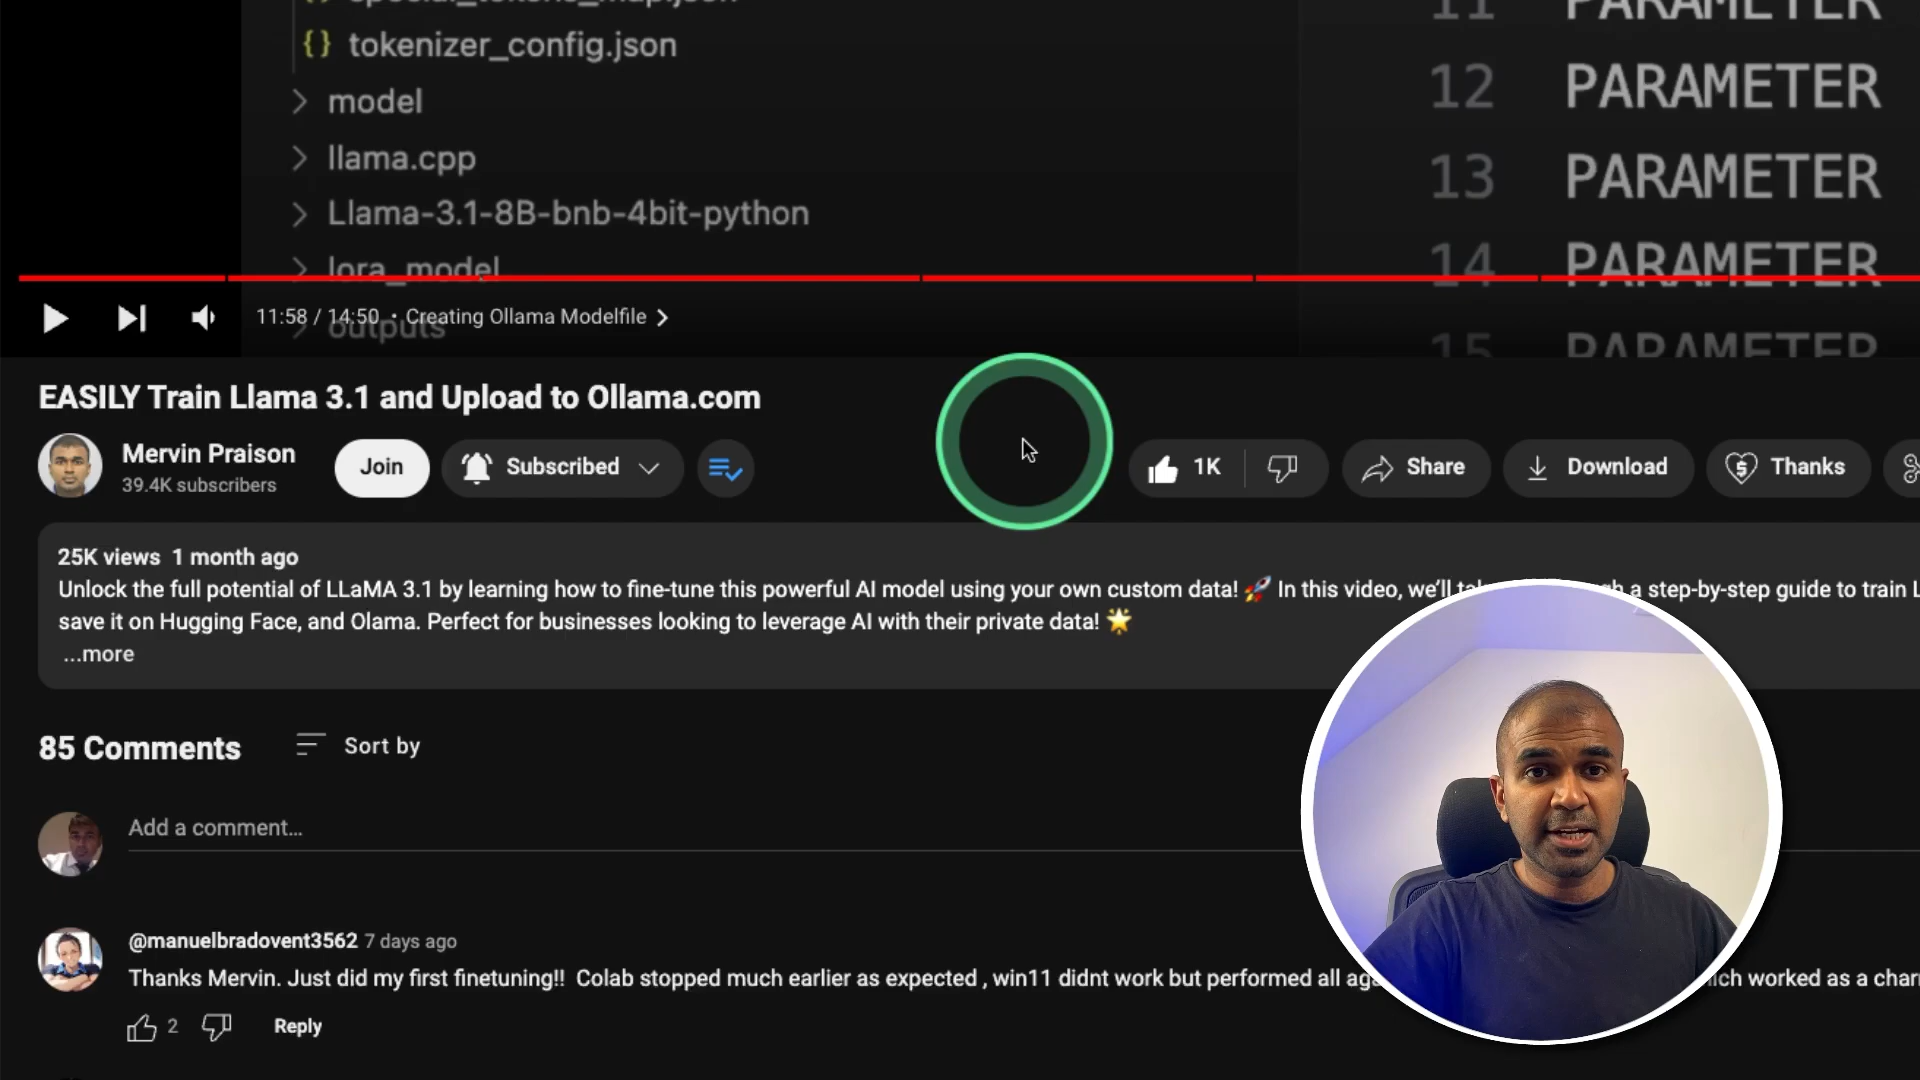 special_tokens_map.json
{} tokenizer_config.json
model
llama.cpp
Llama-3.1-8B-bnb-4bit-python
lora_model
outputs
11 PARAMETER
12 PARAMETER
13 PARAMETER
14 PARAMETER
15 PARAMETER
11:58 / 14:50 • Creating Ollama Modelfile
EASILY Train Llama 3.1 and Upload to Ollama.com
Mervin Praison
39.4K subscribers
Join
Subscribed
1K
Share
Download
Thanks
25K views 1 month ago
Unlock the full potential of LLaMA 3.1 by learning how to fine-tune this powerful AI model using your own custom data! 🚀 In this video, we'll a step-by-step guide to train
save it on Hugging Face, and Olama. Perfect for businesses looking to leverage AI with their private data! 🌟
...more
85 Comments
Sort by
Add a comment...
@manuelbradovent3562 7 days ago
Thanks Mervin. Just did my first finetuning!! Colab stopped much earlier as expected , win11 didnt work but performed all worked as a
2
Reply